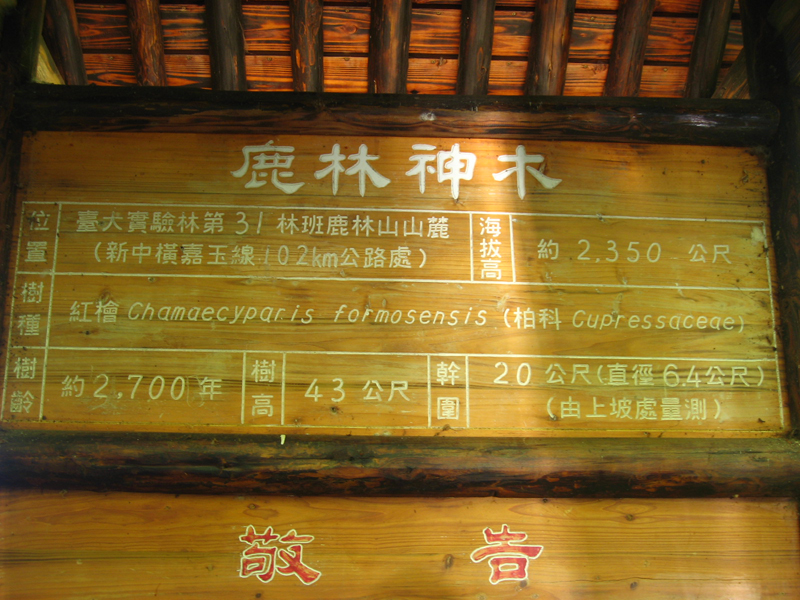 鹿林神木
位置 臺大實驗林第31林班鹿林山山麓
(新中橫嘉玉線102km公路處)
海拔高 約 2,350 公尺
樹種 紅檜 Chamaecyparis formosensis (柏科 Cupressaceae)
樹齡 約2,700年 樹高 43公尺 幹圍 20公尺(直徑6.4公尺)
(由上坡處量測)
敬告